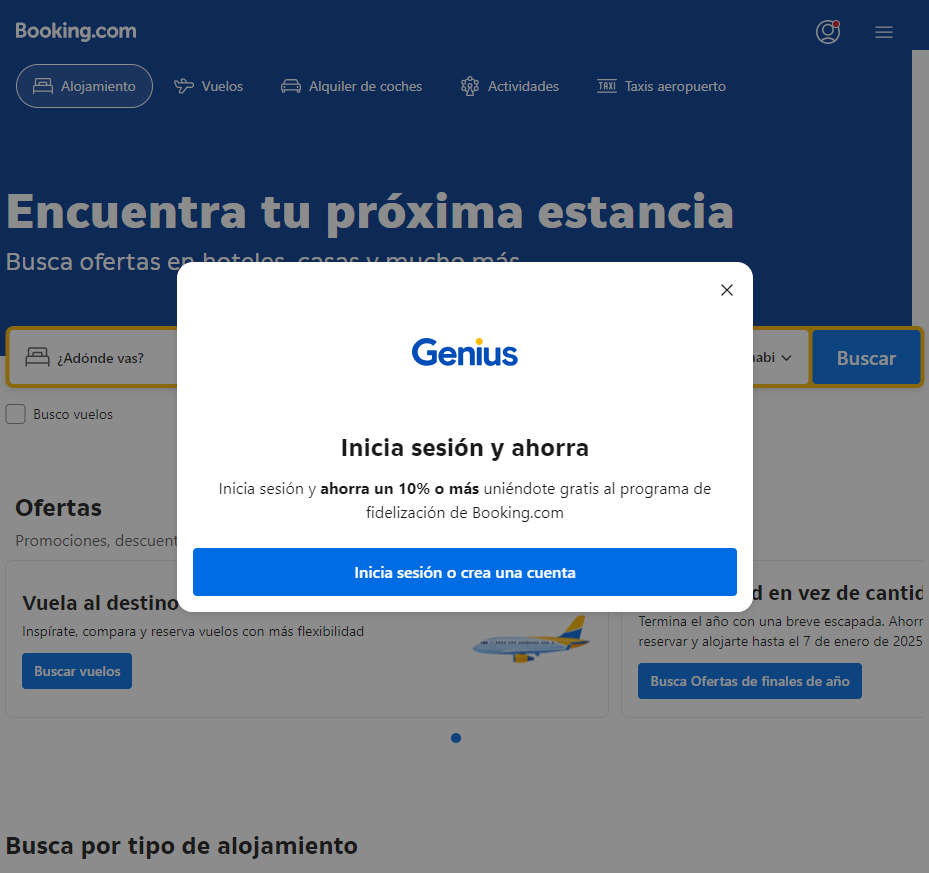 Booking.com
Alojamiento
Vuelos
Alquiler de coches
Actividades
TAXI
Taxis aeropuerto
Encuentra tu próxima estancia
Busca ofertas en hoteles, casas y mucho más
¿Adónde vas?
Buscar
Busco vuelos
Genius
Inicia sesión y ahorra
Inicia sesión y ahorra un 10% o más uniéndote gratis al programa de
fidelización de Booking.com
Inicia sesión o crea una cuenta
Ofertas
Promociones,
Vuela al destino
Inspírate, compara y reserva vuelos con más flexibilidad
Buscar vuelos
en vez de
Termina el año con una breve escapada.
reservar y alojarte hasta el 7 de enero de 2025
Busca Ofertas de finales de año
Busca por tipo de alojamiento